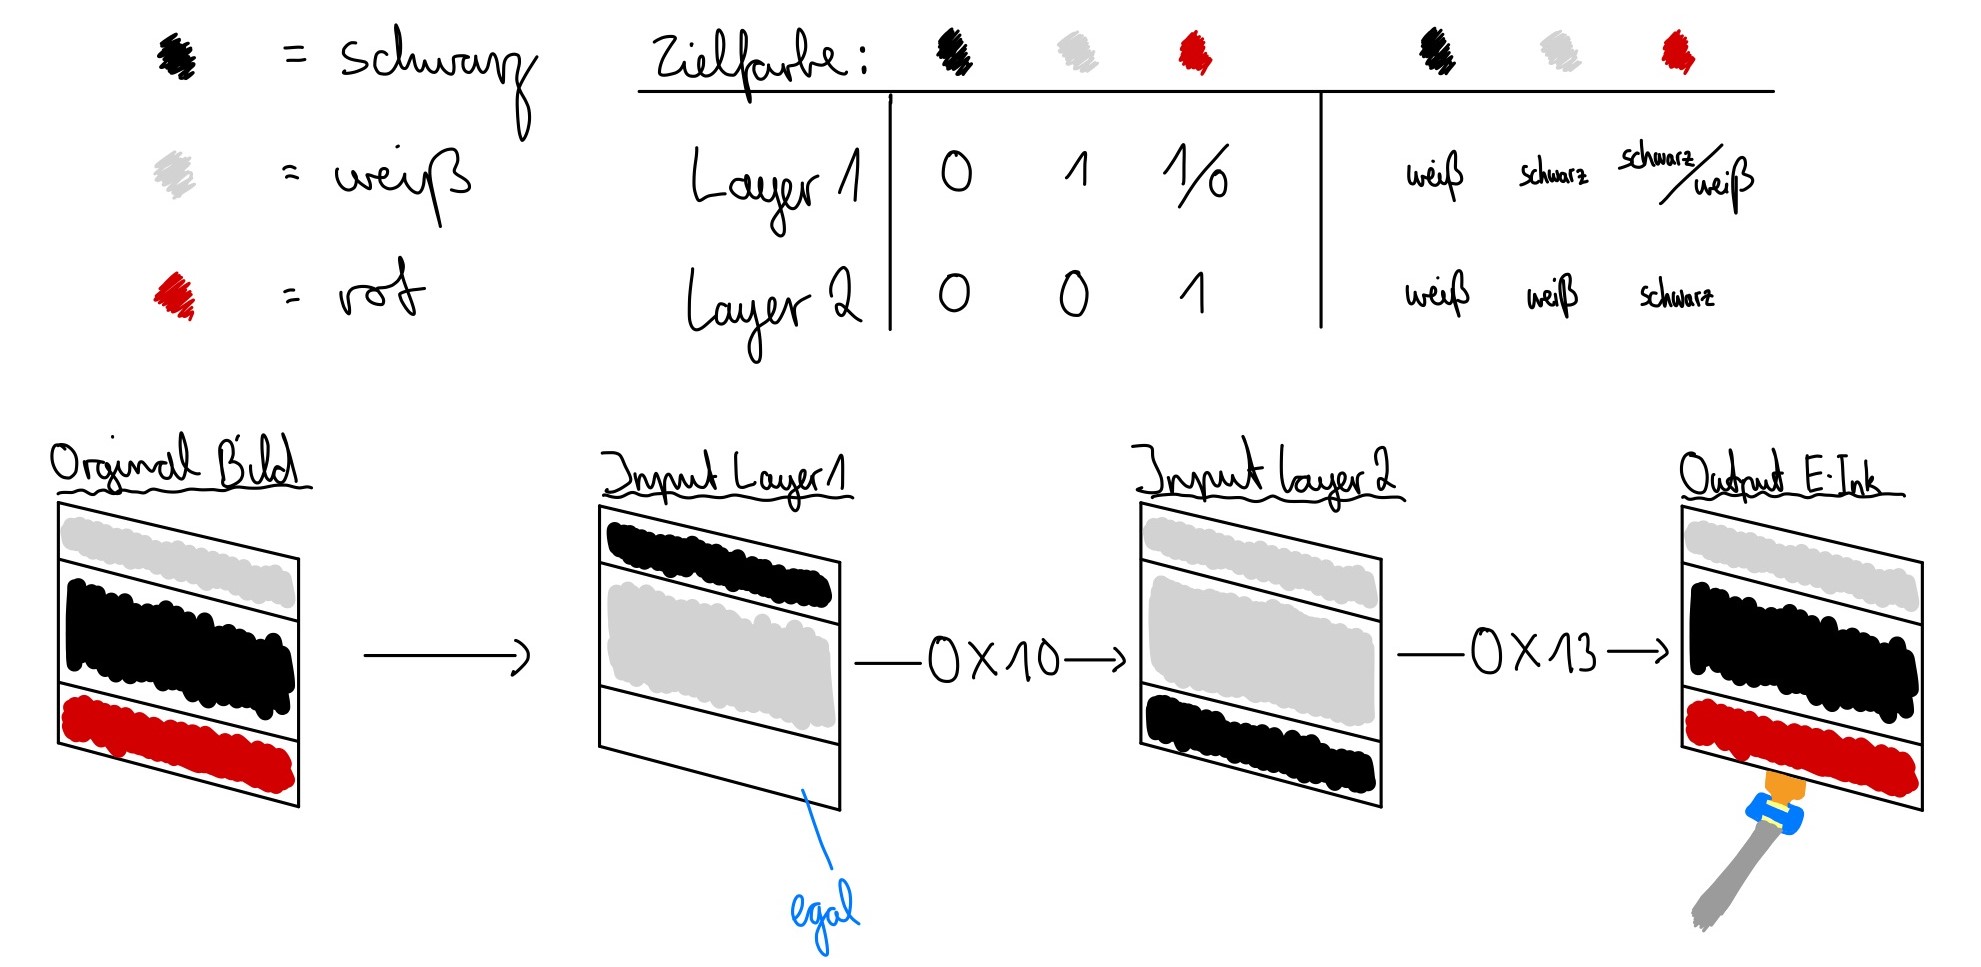 = schwarz
= weiß
= rot
Zielfarbe:
Layer 1 0 1 1/0 weiß schwarz schwarz/weiß
Layer 2 0 0 1 weiß weiß schwarz
Orginal Bild
Input Layer 1
Input Layer 2
Output E-Ink
0X10
0X13
egal